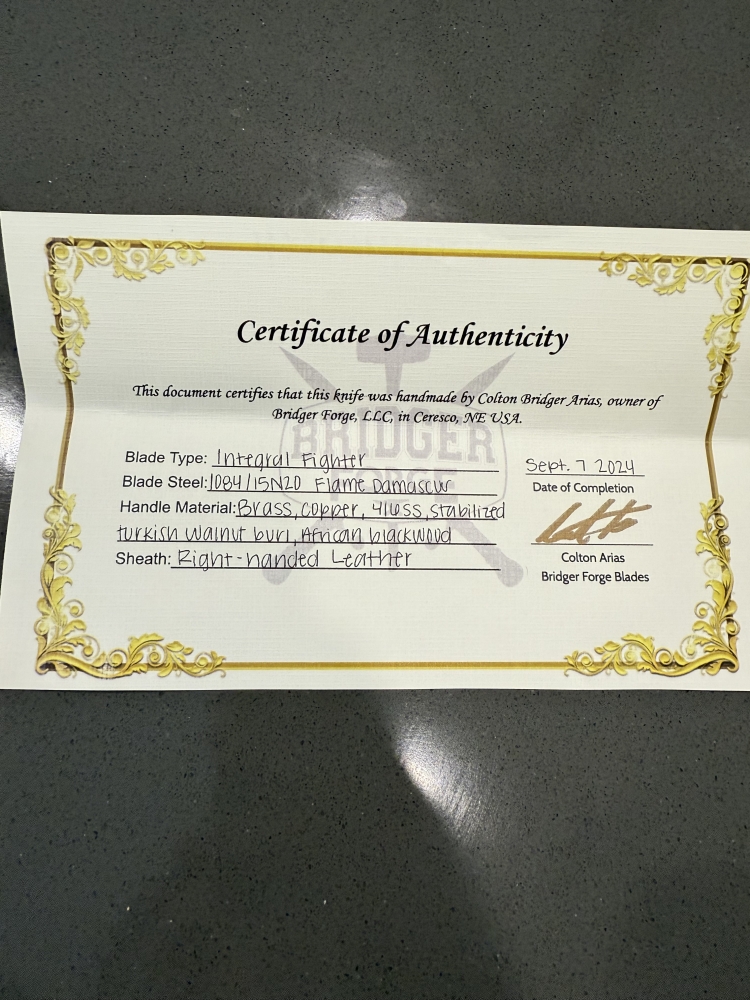 Certificate of Authenticity
This document certifies that this knife was handmade by Colton Bridger Arias, owner of
Bridger Forge, LLC, in Ceresco, NE USA.
BRIDGER
FORGE
Blade Type: Integral Fighter
Blade Steel: 1084/15N20 Flame Damascus
Handle Material: Brass, copper, 416ss, stabilized
turkish walnut burl, African blackwood
Sheath: Right-handed Leather
Sept. 7 2024
Date of Completion
Colton Arias
Bridger Forge Blades